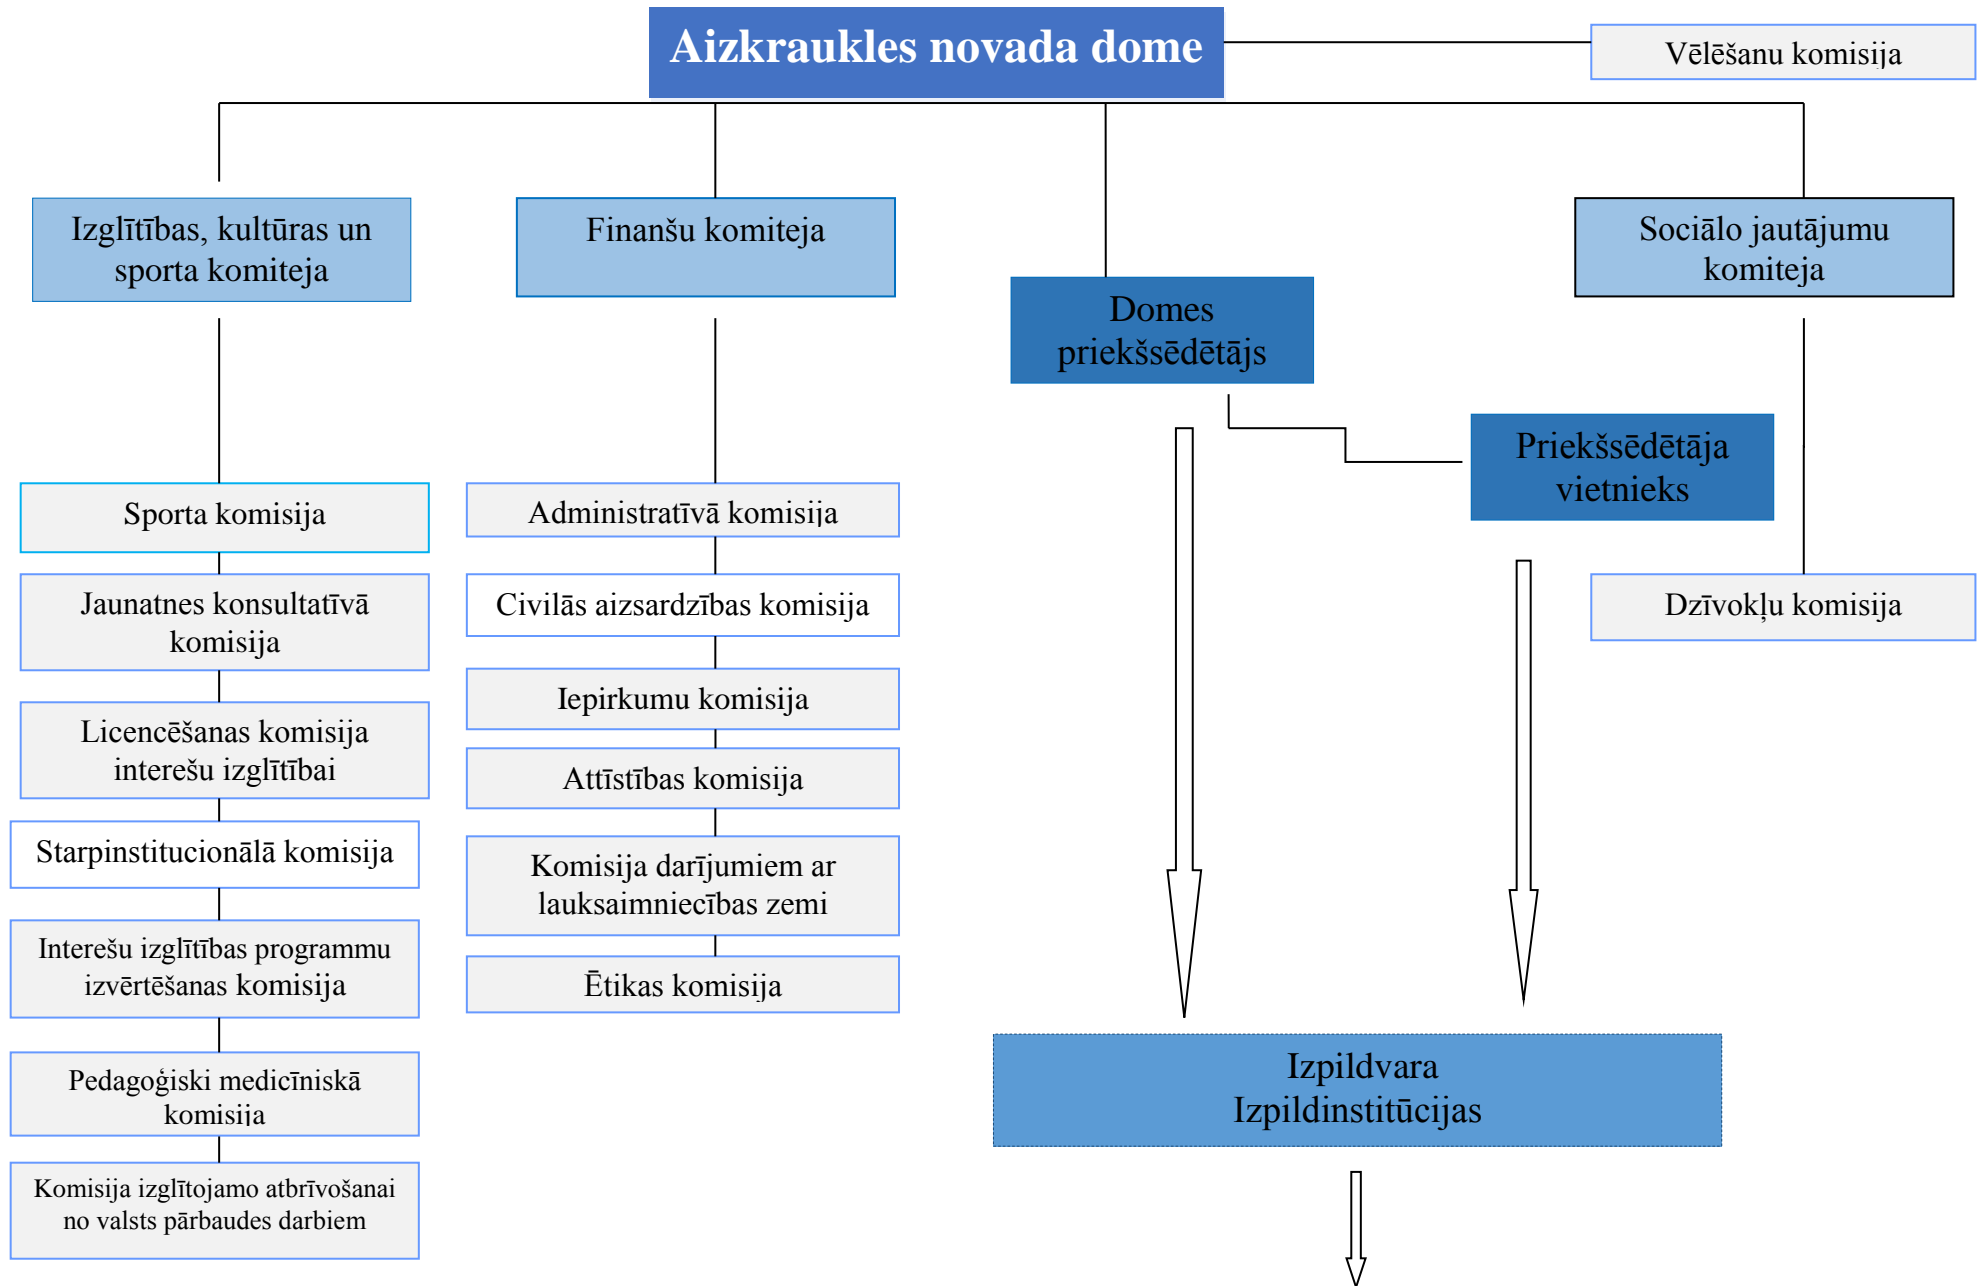 Aizkraukles novada dome
Vēlēšanu komisija
Izglītības, kultūras un
sporta komiteja
Finanšu komiteja
Sociālo jautājumu
komiteja
Domes
priekšsēdētājs
Priekšsēdētāja
vietnieks
Sporta komisija
Jaunatnes konsultatīvā
komisija
Licencēšanas komisija
interešu izglītībai
Starpinstitucionālā komisija
Interešu izglītības programmu
izvērtēšanas komisija
Pedagoģiski medicīniskā
komisija
Komisija izglītojamo atbrīvošanai
no valsts pārbaudes darbiem
Administratīvā komisija
Civilās aizsardzības komisija
Iepirkumu komisija
Attīstības komisija
Komisija darījumiem ar
lauksaimniecības zemi
Ētikas komisija
Dzīvokļu komisija
Izpildvara
Izpildinstitūcijas